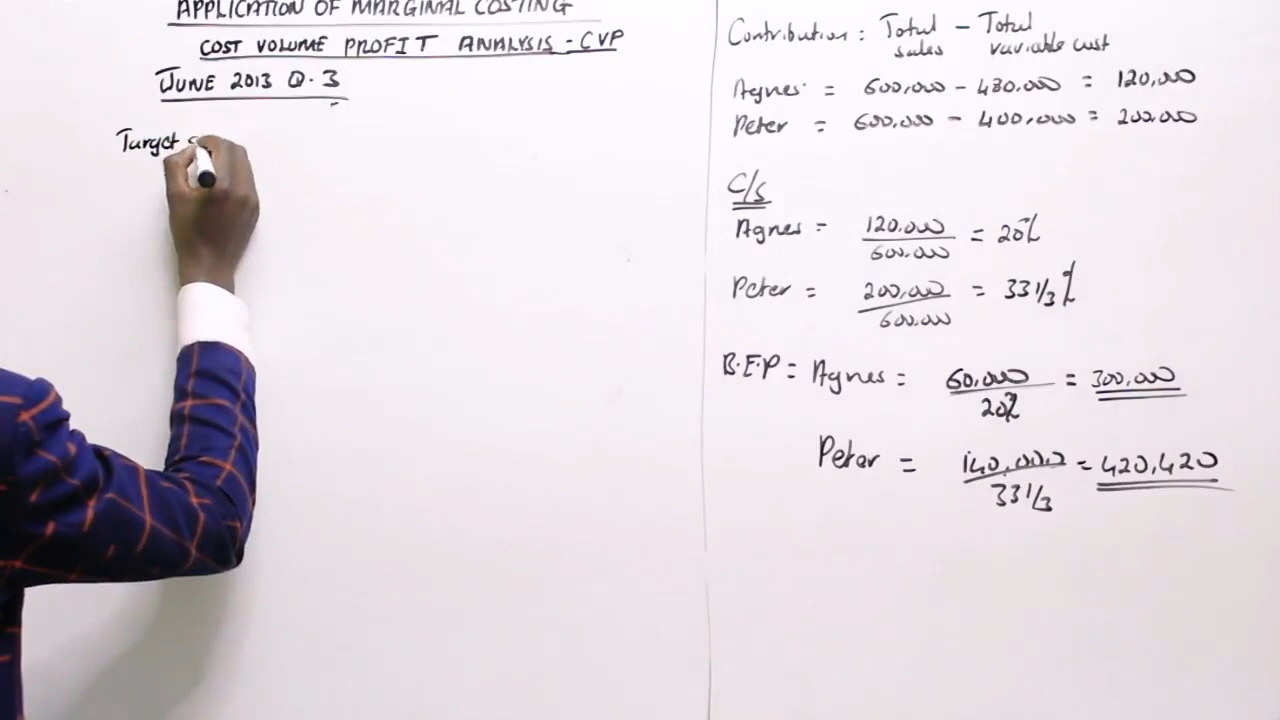 APPLICATION OF MARGINAL COSTING
COST VOLUME PROFIT ANALYSIS - CVP
JUNE 2013 Q.3
Target
Contribution : Total sales - Total variable cost
Agnes = 600,000 - 480.000 = 120,000
Peter = 600,000 - 400,000 = 200.000
C/S
Agnes = 120.000 / 600.000 = 20%
Peter = 200,000 / 600.000 = 33 1/3 %
B.E.P = Agnes = 60,000 / 20% = 300,000
Peter = 140,000 / 33 1/3 = 420,420